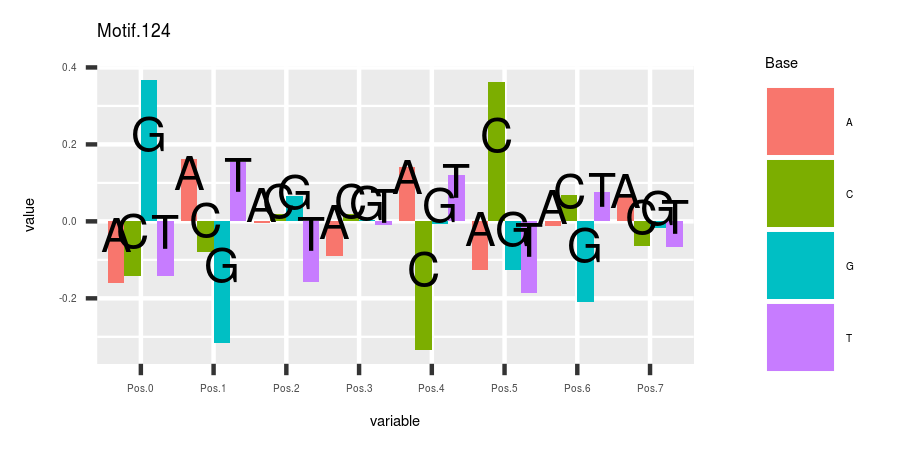 Motif.124
Base
0.4
0.2
0.0
-0.2
value
A C G T A C G T A C G T A C G T A C G T A C G T A C G T A C G T
Pos.0 Pos.1 Pos.2 Pos.3 Pos.4 Pos.5 Pos.6 Pos.7
variable
A
C
G
T